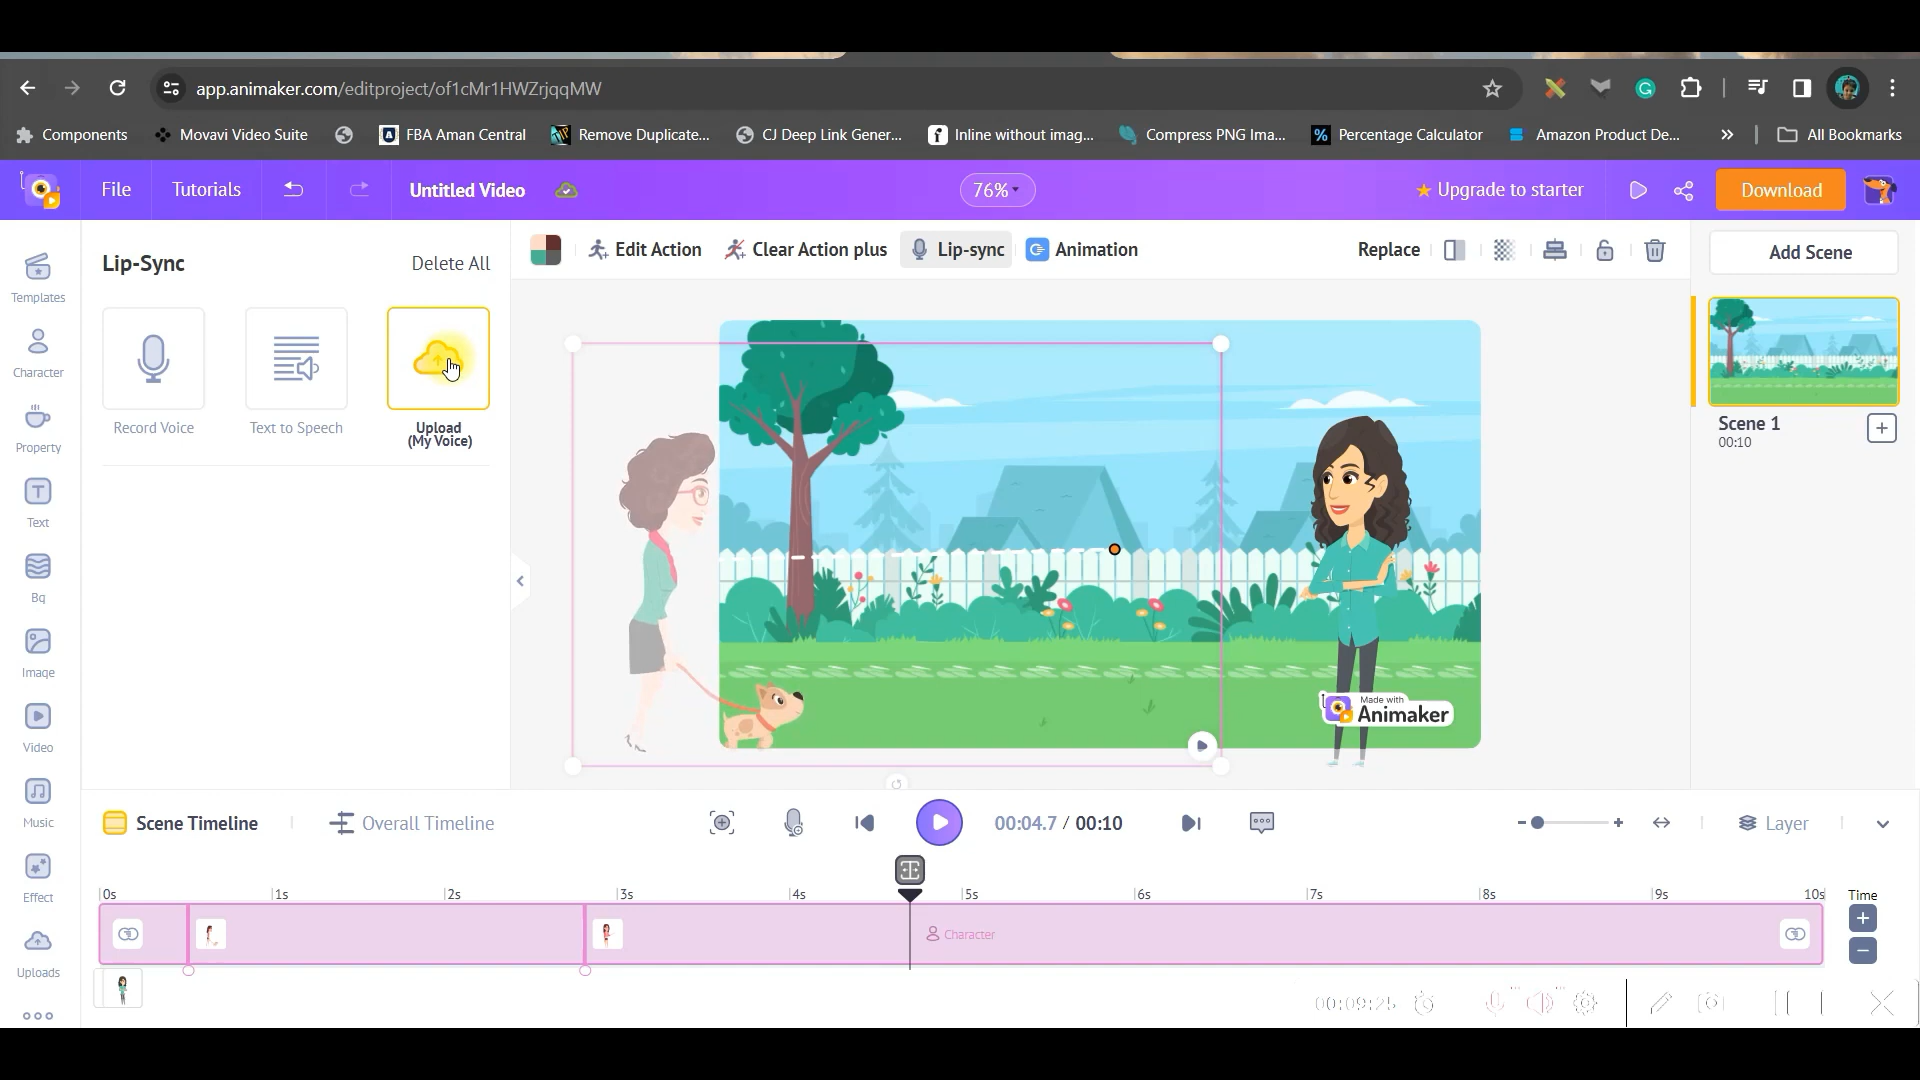 app.animaker.com/editproject/of1cMr1HWZrjqqMW
Components
Movavi Video Suite
FBA Aman Central
Remove Duplicate...
CJ Deep Link Gener...
Inline without imag...
Compress PNG Ima...
Percentage Calculator
Amazon Product De...
All Bookmarks
File
Tutorials
Untitled Video
76%
Upgrade to starter
Download
Templates
Character
Property
Text
Bg
Image
Video
Music
Effect
Uploads
Lip-Sync
Delete All
Record Voice
Text to Speech
Upload
(My Voice)
Edit Action
Clear Action plus
Lip-sync
Animation
Replace
Made with
Animaker
Add Scene
Scene 1
00:10
Scene Timeline
Overall Timeline
00:04.7 / 00:10
Layer
0s 1s 2s 3s 4s 5s 6s 7s 8s 9s 10s
Time
Character
00:09:25